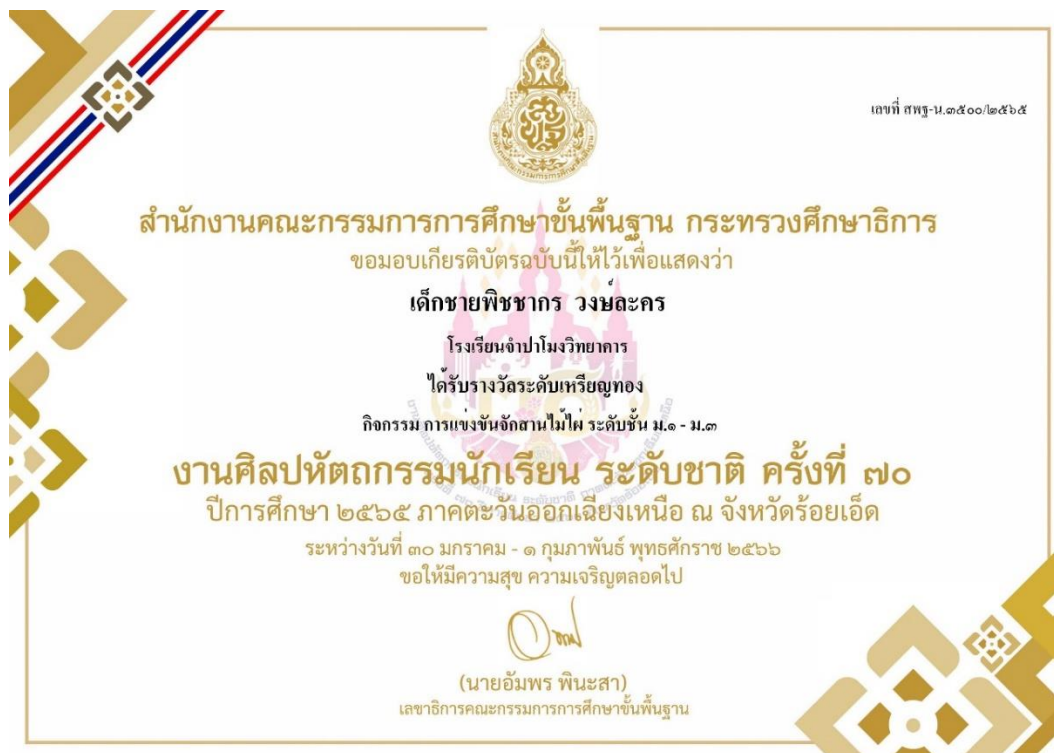 เลขที่ สพฐ-น.๓๕๐๐/๒๕๖๕
สำนักงานคณะกรรมการการศึกษาขั้นพื้นฐาน กระทรวงศึกษาธิการ
ขอมอบเกียรติบัตรฉบับนี้ให้ไว้เพื่อแสดงว่า
เด็กชายพิชชากร วงษ์ละคร
โรงเรียนจำปาโมงวิทยาคาร
ได้รับรางวัลระดับเหรียญทอง
กิจกรรม การแข่งขันจักสานไม้ไผ่ ระดับชั้น ม.๑ - ม.๓
งานศิลปหัตถกรรมนักเรียน ระดับชาติ ครั้งที่ ๗๐
ปีการศึกษา ๒๕๖๕ ภาคตะวันออกเฉียงเหนือ ณ จังหวัดร้อยเอ็ด
ระหว่างวันที่ ๓๐ มกราคม - ๑ กุมภาพันธ์ พุทธศักราช ๒๕๖๖
ขอให้มีความสุข ความเจริญตลอดไป
(นายอัมพร พินะสา)
เลขาธิการคณะกรรมการการศึกษาขั้นพื้นฐาน